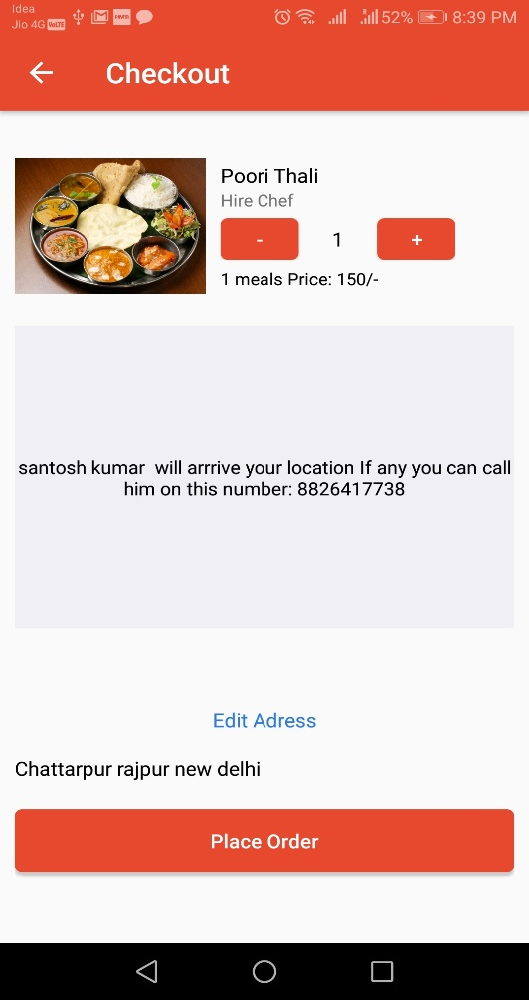 Idea
Jio 4G VoLTE
52% 8:39 PM
Checkout
Poori Thali
Hire Chef
- 1 +
1 meals Price: 150/-
santosh kumar  will arrrive your location If any you can call
him on this number: 8826417738
Edit Adress
Chattarpur rajpur new delhi
Place Order